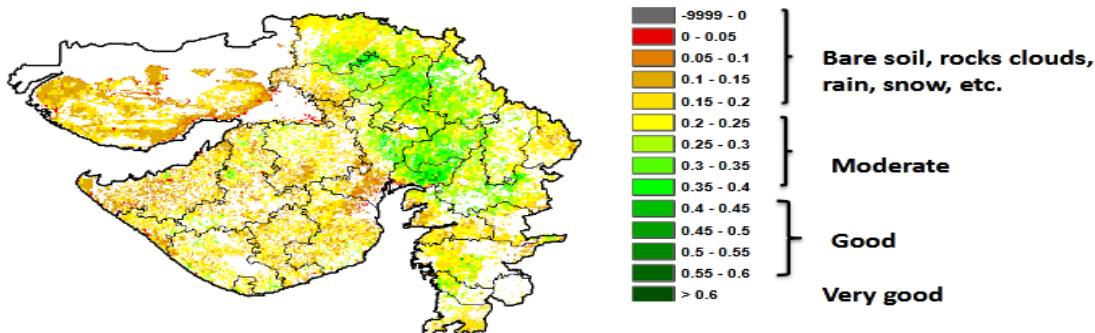 -9999 - 0
0 - 0.05
0.05 - 0.1
0.1 - 0.15
0.15 - 0.2
0.2 - 0.25
0.25 - 0.3
0.3 - 0.35
0.35 - 0.4
0.4 - 0.45
0.45 - 0.5
0.5 - 0.55
0.55 - 0.6
> 0.6
Bare soil, rocks clouds,
rain, snow, etc.
Moderate
Good
Very good